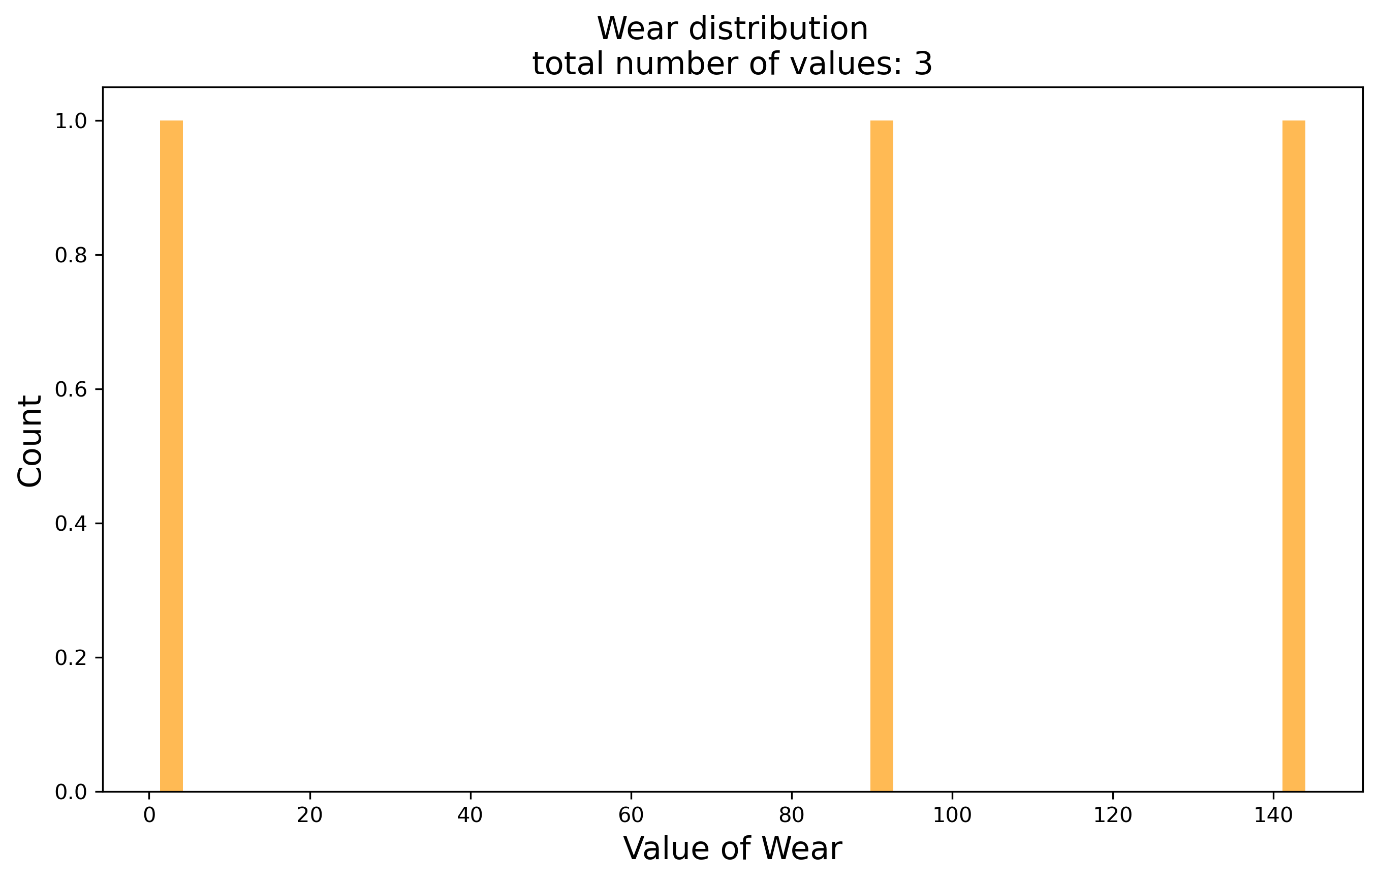 Wear distribution
total number of values: 3
1.0
0.8
0.6
0.4
0.2
0.0
Count
0 20 40 60 80 100 120 140
Value of Wear